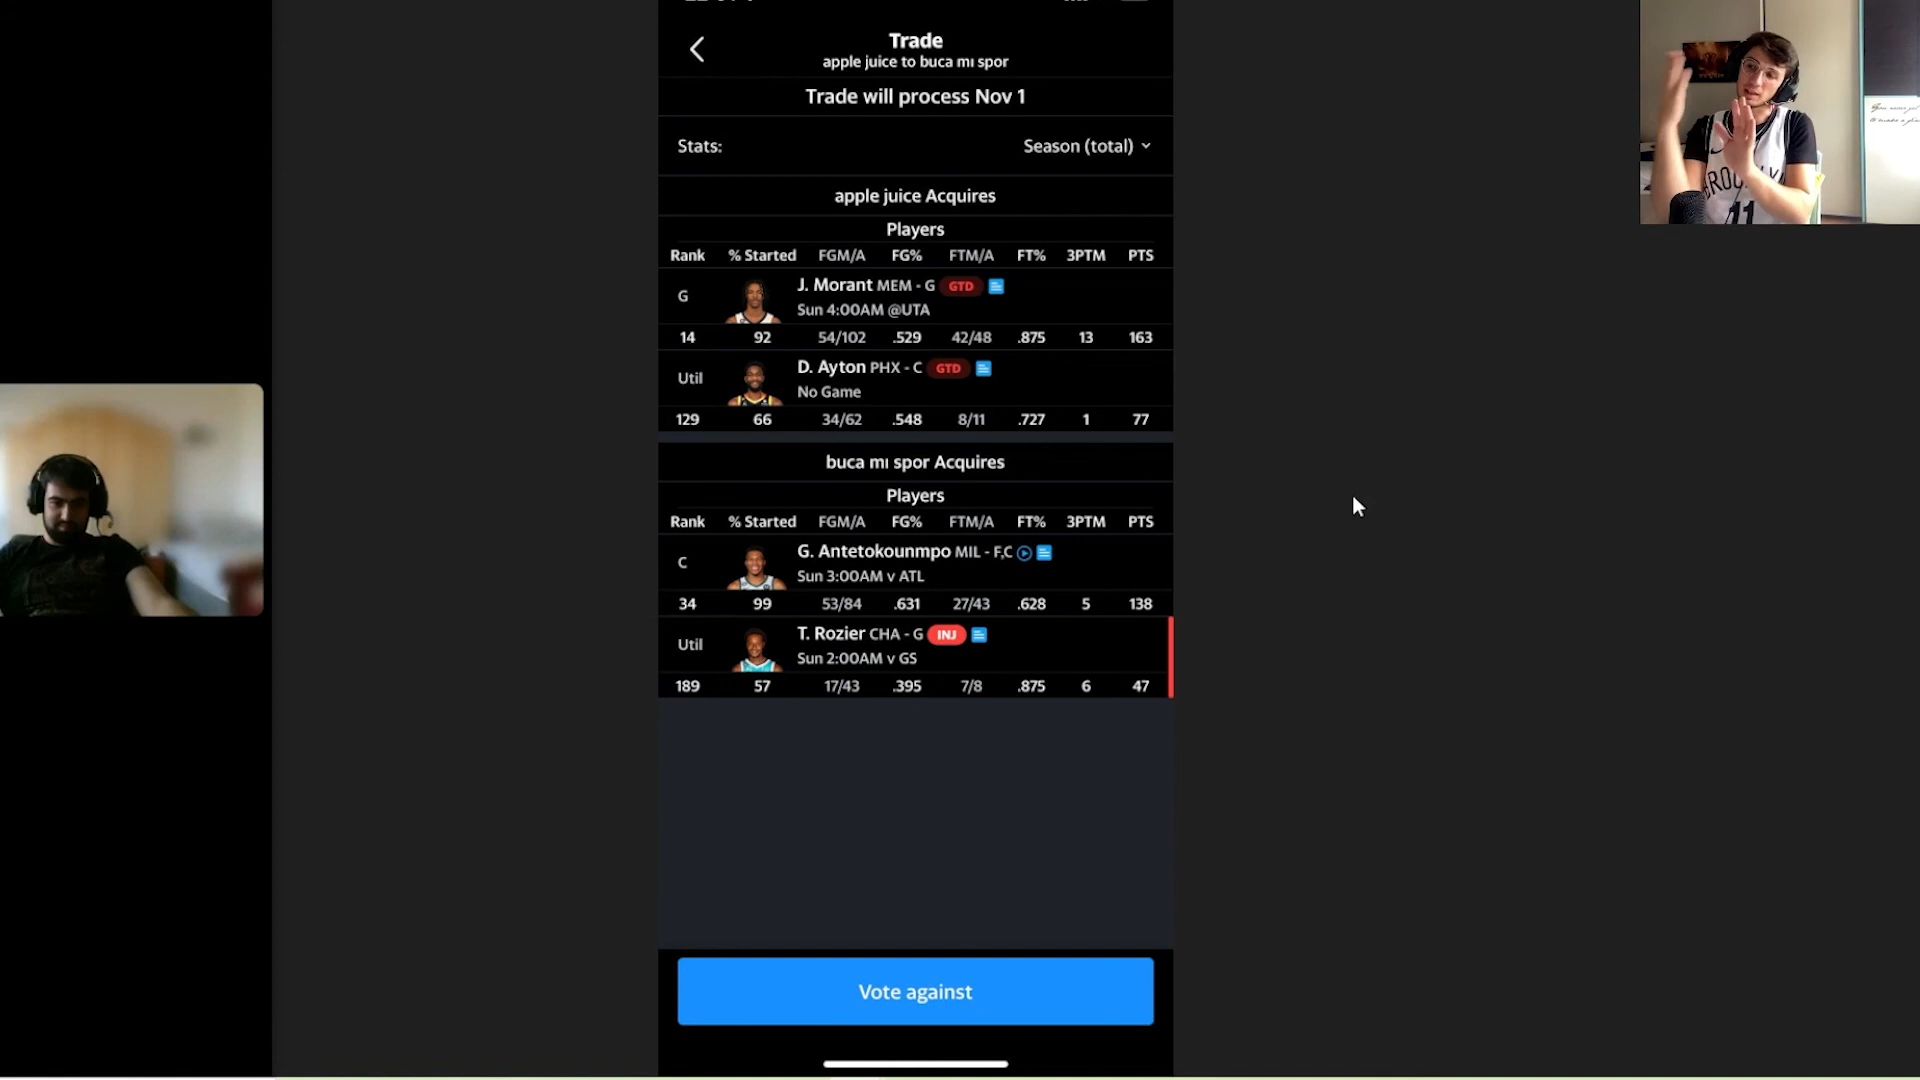 Trade
apple juice to buca mı spor
Trade will process Nov 1
Stats:
Season (total)
apple juice Acquires
Players
Rank % Started FGM/A FG% FTM/A FT% 3PTM PTS
G J. Morant MEM - G GTD
Sun 4:00AM @UTA
14 92 54/102 .529 42/48 .875 13 163
Util D. Ayton PHX - C GTD
No Game
129 66 34/62 .548 8/11 .727 1 77
buca mı spor Acquires
Players
Rank % Started FGM/A FG% FTM/A FT% 3PTM PTS
C G. Antetokounmpo MIL - F,C
Sun 3:00AM v ATL
34 99 53/84 .631 27/43 .628 5 138
Util T. Rozier CHA - G INJ
Sun 2:00AM v GS
189 57 17/43 .395 7/8 .875 6 47
Vote against
11